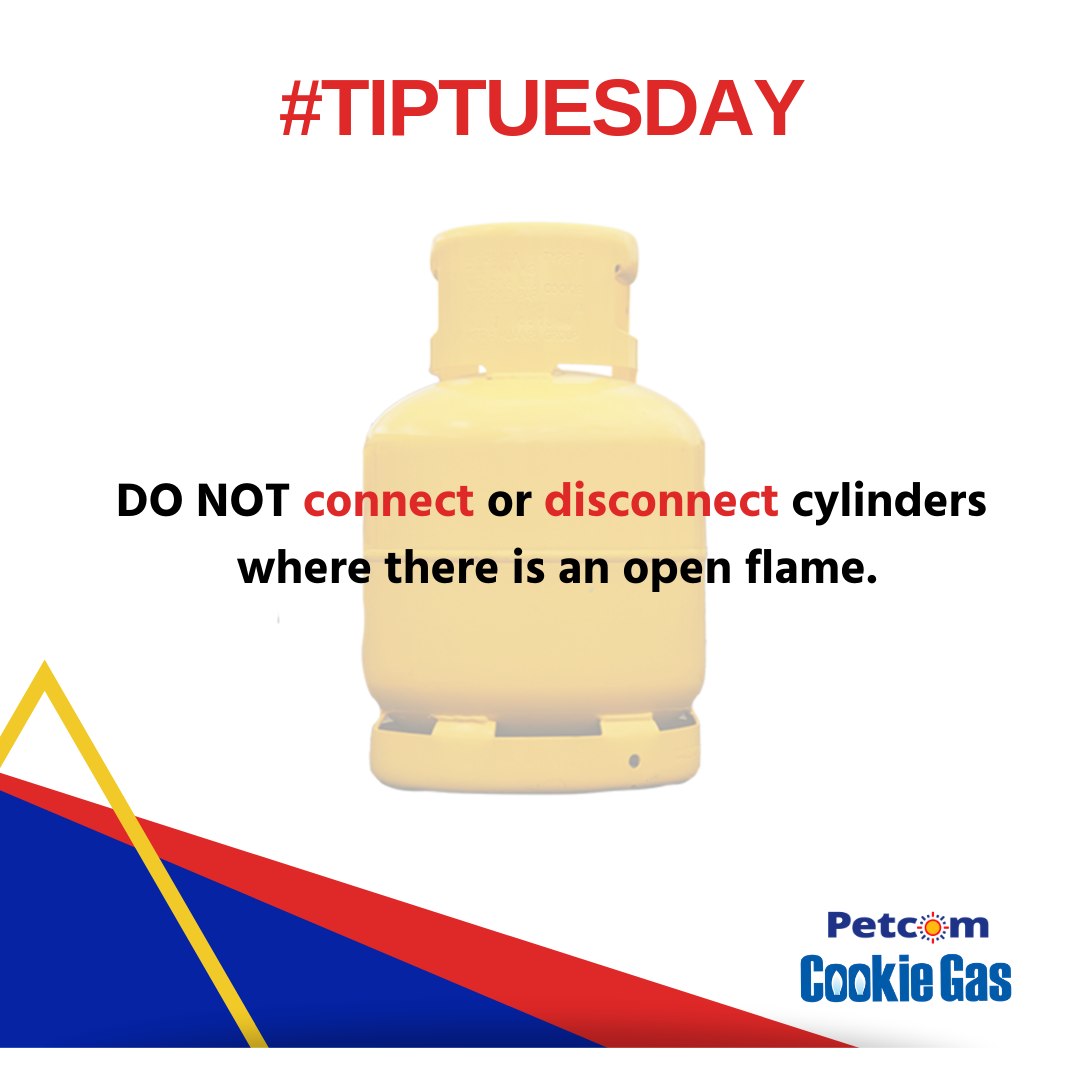 #TIPTUESDAY
DO NOT connect or disconnect cylinders
where there is an open flame.
Petcom
Cookie Gas